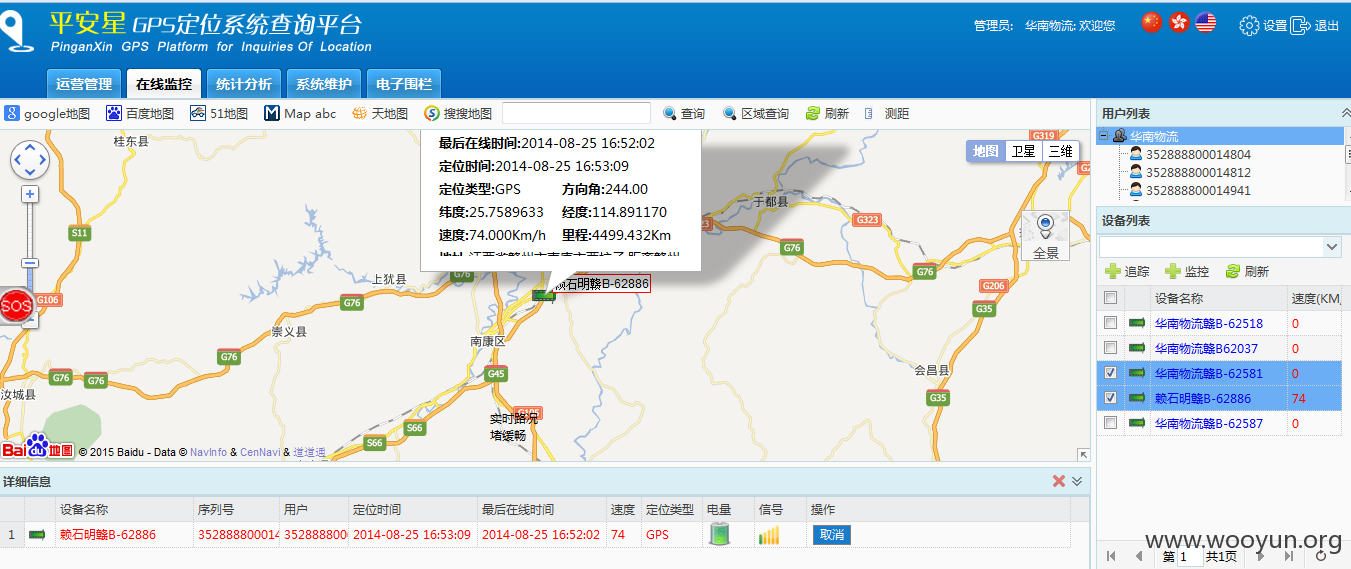 平安星 GPS定位系统查询平台
PinganXin GPS Platform for Inquiries Of Location
管理员: 华南物流: 欢迎您
设置 退出
运营管理 在线监控 统计分析 系统维护 电子围栏
google地图 百度地图 51地图 Map abc 天地图 搜搜地图 查询 区域查询 刷新 测距
桂东县
G319
地图 卫星 三维
最后在线时间:2014-08-25 16:52:02
定位时间:2014-08-25 16:53:09
定位类型:GPS 方向角:244.00
纬度:25.7589633 经度:114.891170
速度:74.000Km/h 里程:4499.432Km
于都县
G323
S11
G76
全景
上犹县
G76
G76
G206
赖石明赣B-62886
SOS
G106
G76
G35
崇义县
南康区
G76
G45
会昌县
G76
G76
汝城县
G35
G105
实时路况
堵缓畅
S66
S66
Bai du 地图 © 2015 Baidu - Data © NavInfo & CenNavi & 道道通
用户列表
华南物流
352888800014804
352888800014812
352888800014941
设备列表
追踪 监控 刷新
设备名称 速度(KM,
华南物流赣B-62518 0
华南物流赣B62037 0
华南物流赣B-62581 0
赖石明赣B-62886 74
华南物流赣B-62587 0
第 1 共1页
详细信息
设备名称 序列号 用户 定位时间 最后在线时间 速度 定位类型 电量 信号 操作
1 赖石明赣B-62886 352888800014 352888800 2014-08-25 16:53:09 2014-08-25 16:52:02 74 GPS 取消
www.wooyun.org